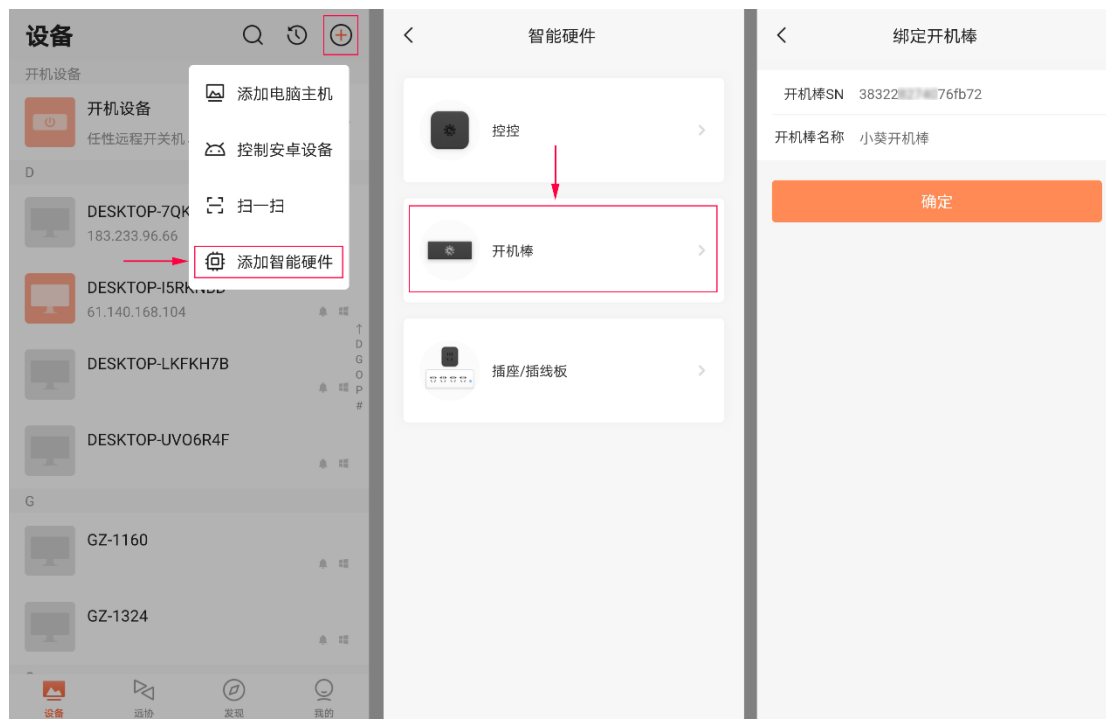 设备
开机设备
开机设备
任性远程开关机
添加电脑主机
控制安卓设备
扫一扫
添加智能硬件
D
DESKTOP-7QK
183.233.96.66
DESKTOP-I5RKNBD
61.140.168.104
DESKTOP-LKFKH7B
DESKTOP-UVO6R4F
G
GZ-1160
GZ-1324
↑
D
G
O
P
#
设备
远协
发现
我的
智能硬件
控控
开机棒
插座/插线板
绑定开机棒
开机棒SN 38322 76fb72
开机棒名称 小葵开机棒
确定